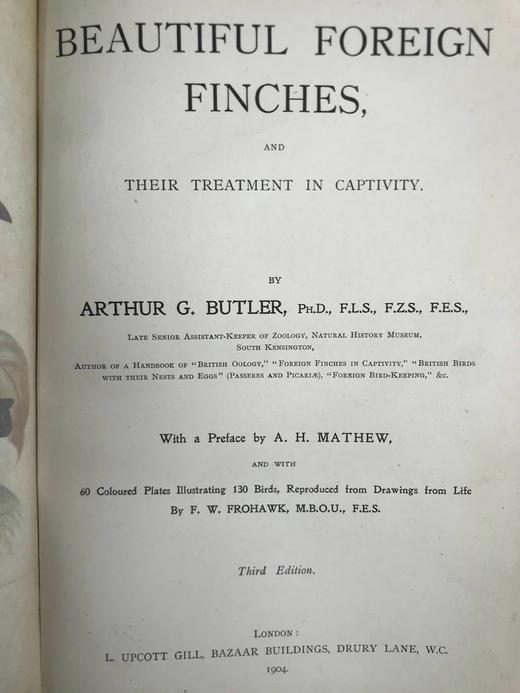 BEAUTIFUL FOREIGN
FINCHES,
AND
THEIR TREATMENT IN CAPTIVITY.
BY
ARTHUR G. BUTLER, PH.D., F.L.S., F.Z.S., F.E.S.,
LATE SENIOR ASSISTANT-KEEPER OF ZOOLOGY, NATURAL HISTORY MUSEUM,
SOUTH KENSINGTON,
AUTHOR OF A HANDBOOK OF "BRITISH OOLOGY," "FOREIGN FINCHES IN CAPTIVITY," "BRITISH BIRDS
WITH THEIR NESTS AND EGGS" (PASSERES AND PICARIÆ), "FOREIGN BIRD-KEEPING," &c.
With a Preface by A. H. MATHEW,
AND WITH
60 Coloured Plates Illustrating 130 Birds, Reproduced from Drawings from Life
By F. W. FROHAWK, M.B.O.U., F.E.S.
Third Edition.
LONDON:
L. UPCOTT GILL, BAZAAR BUILDINGS, DRURY LANE, W.C.
1904.